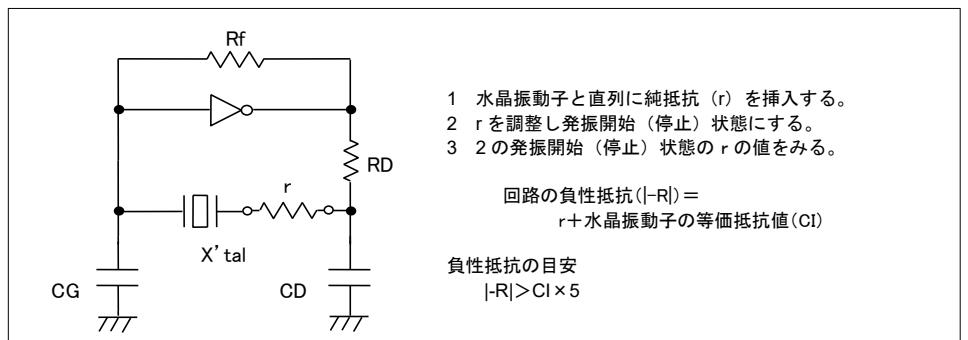 Rf
RD
r
X'tal
CG
CD
1 水晶振動子と直列に純抵抗（r）を挿入する。
2 rを調整し発振開始（停止）状態にする。
3 2の発振開始（停止）状態のrの値をみる。
回路の負性抵抗(|-R|)＝
r＋水晶振動子の等価抵抗値(CI)
負性抵抗の目安
|-R|＞CI×5